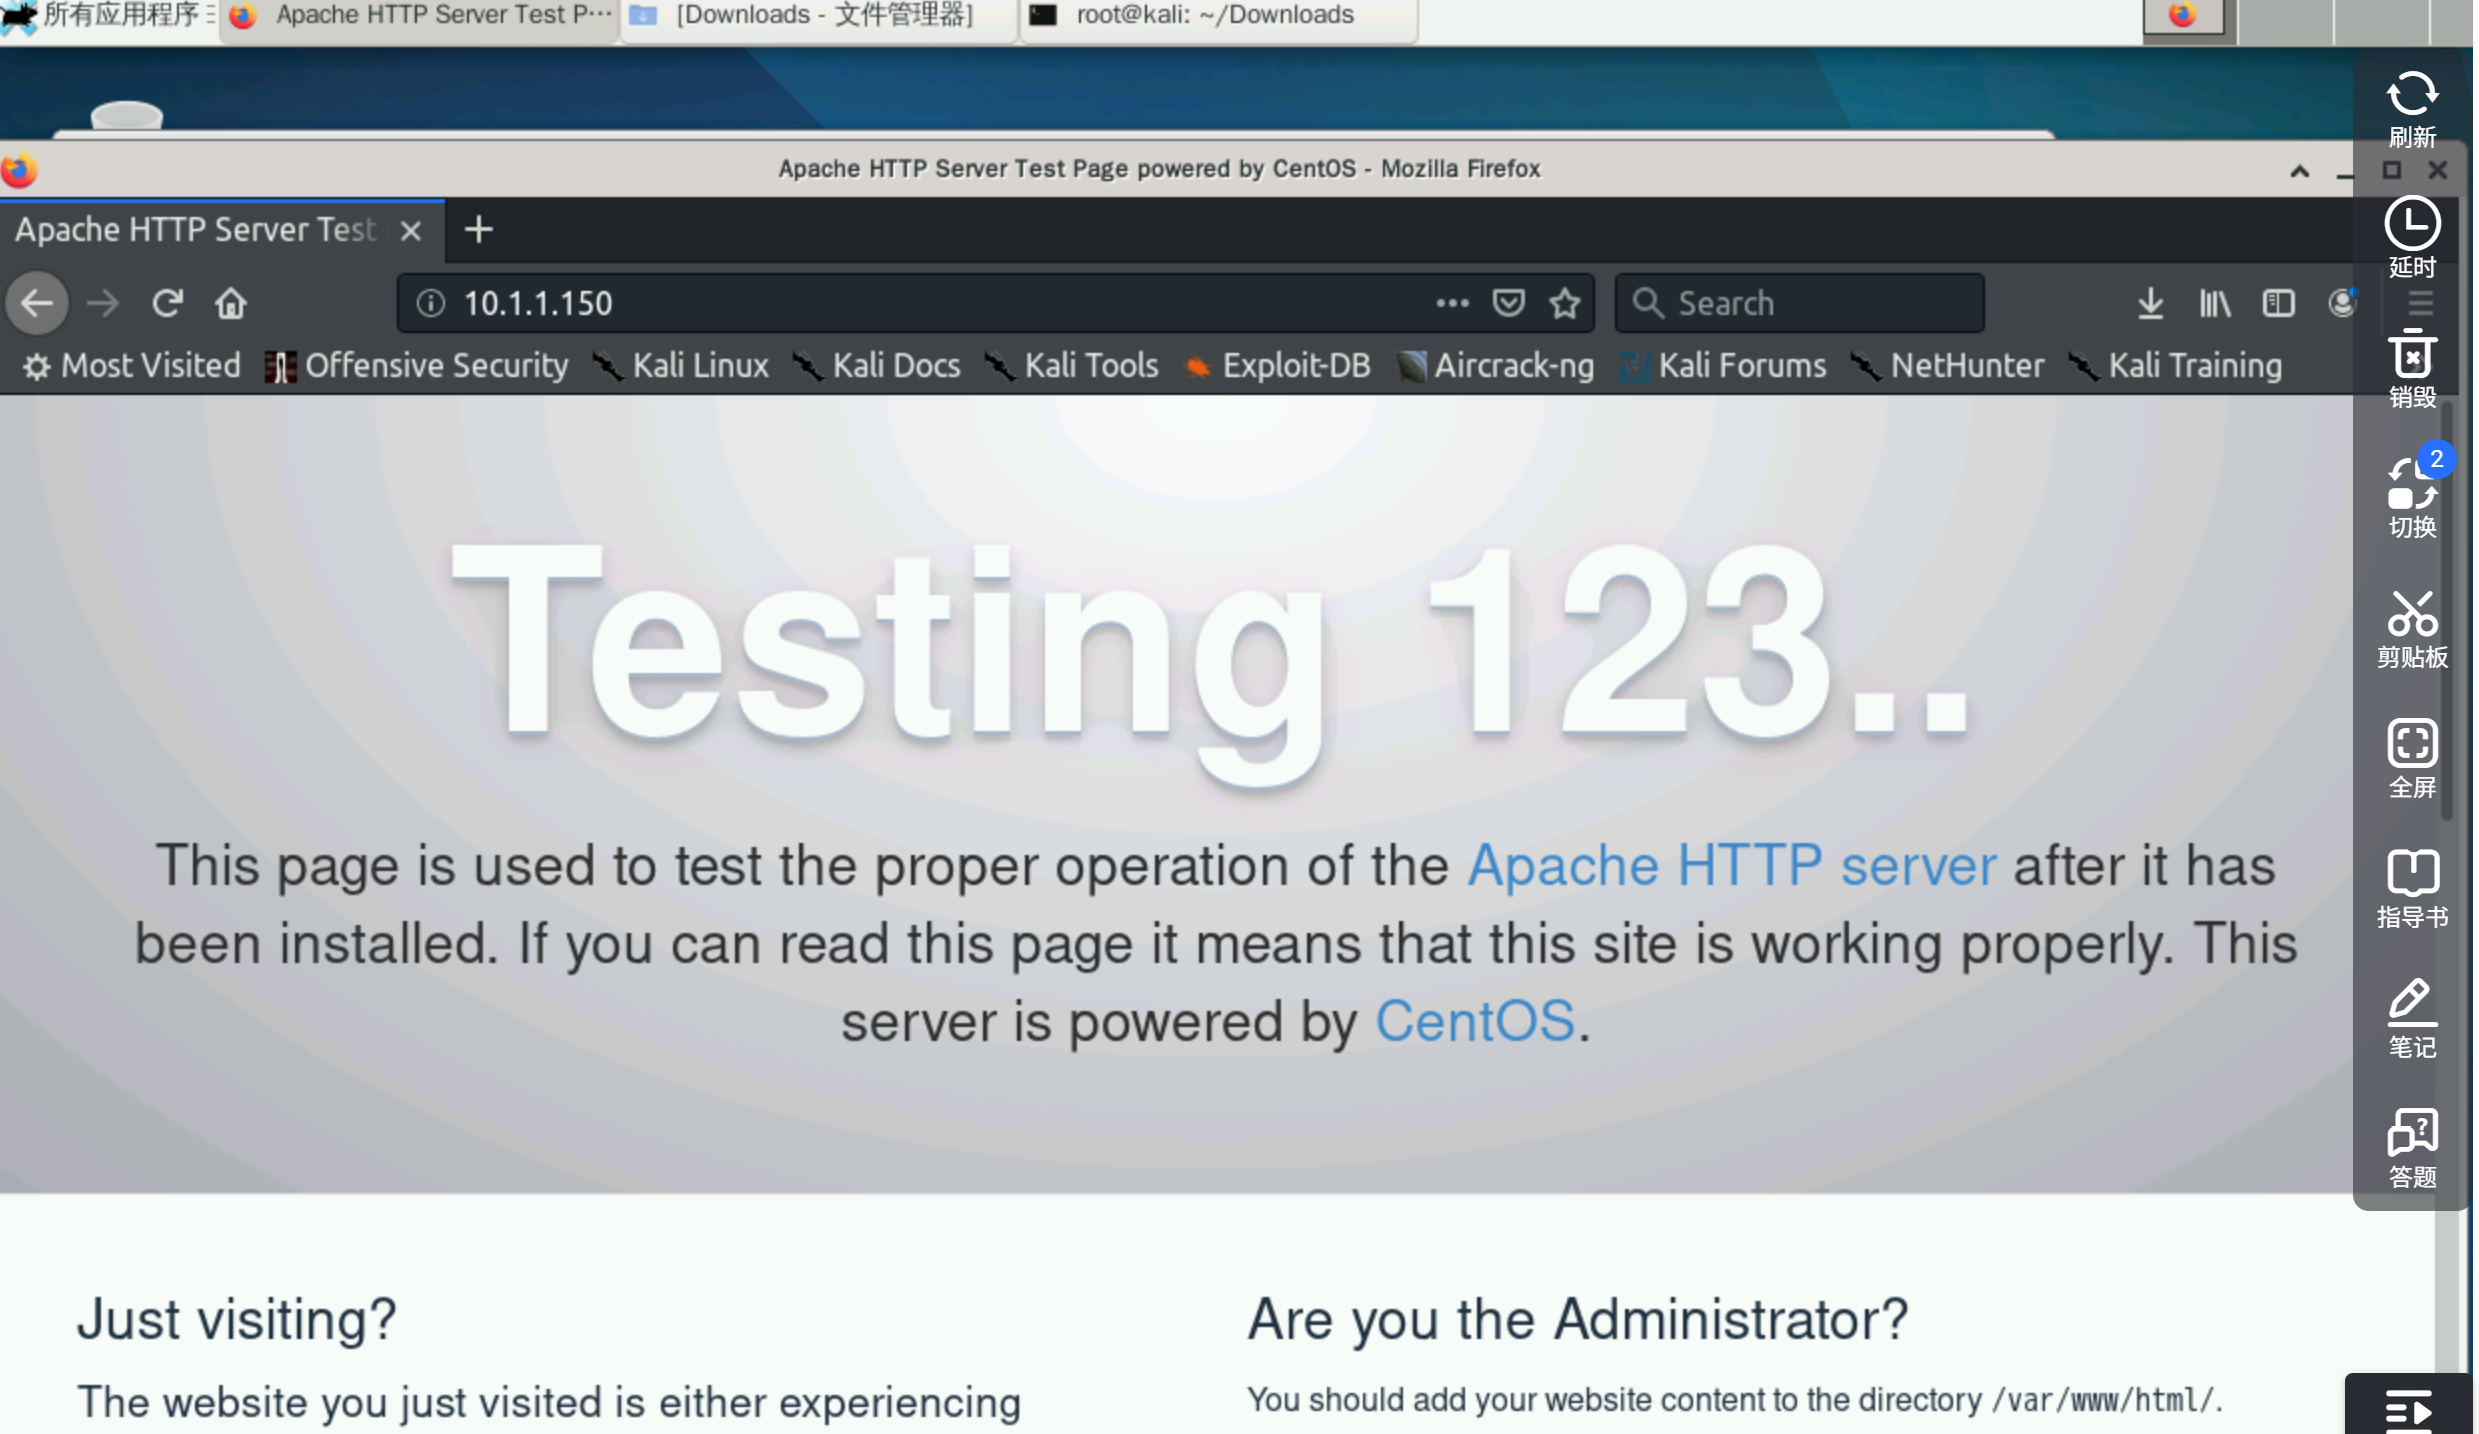 所有应用程序
Apache HTTP Server Test P…
[Downloads - 文件管理器]
root@kali: ~/Downloads
刷新
Apache HTTP Server Test Page powered by CentOS - Mozilla Firefox
Apache HTTP Server Test
延时
10.1.1.150
Search
Most Visited
Offensive Security
Kali Linux
Kali Docs
Kali Tools
Exploit-DB
Aircrack-ng
Kali Forums
NetHunter
Kali Training
销毁
2
切换
Testing 123..
剪贴板
全屏
This page is used to test the proper operation of the Apache HTTP server after it has
been installed. If you can read this page it means that this site is working properly. This
server is powered by CentOS.
指导书
笔记
答题
Just visiting?
The website you just visited is either experiencing
Are you the Administrator?
You should add your website content to the directory /var/www/html/.